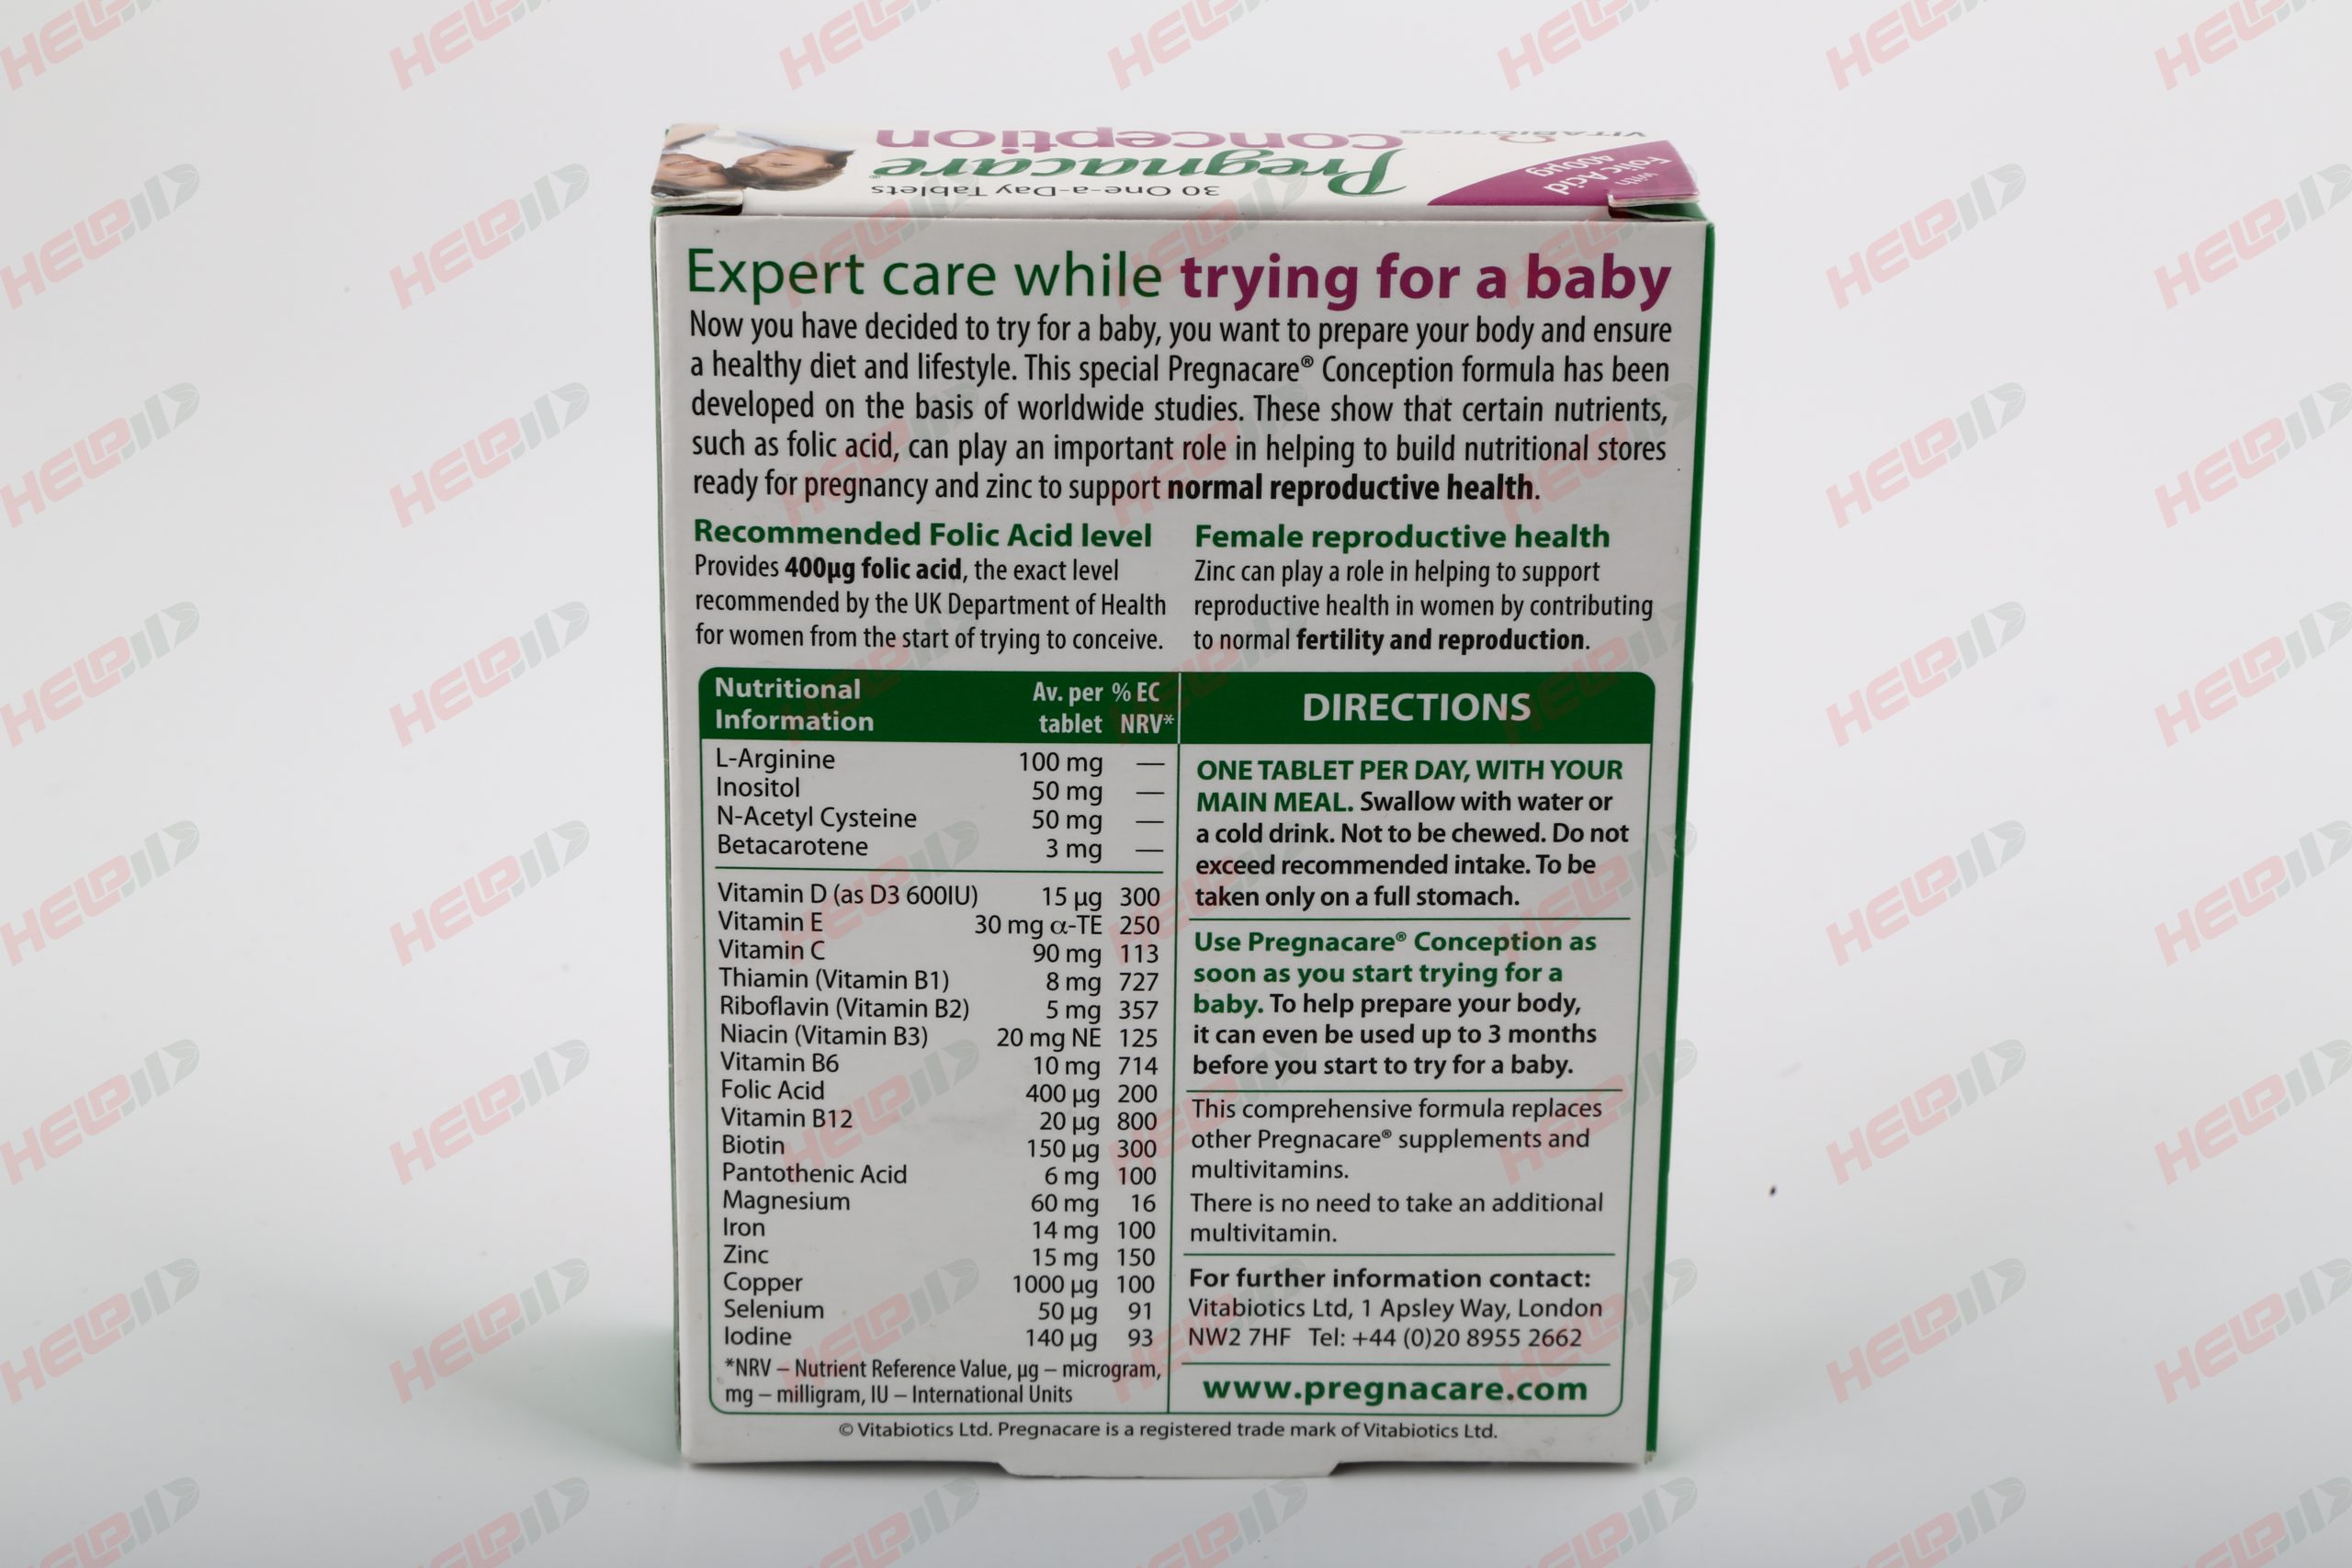 VITABIOTICS
conception
Pregnacare®
30 One-a-Day Tablets
with
Folic Acid
400µg
Expert care while trying for a baby
Now you have decided to try for a baby, you want to prepare your body and ensure
a healthy diet and lifestyle. This special Pregnacare® Conception formula has been
developed on the basis of worldwide studies. These show that certain nutrients,
such as folic acid, can play an important role in helping to build nutritional stores
ready for pregnancy and zinc to support normal reproductive health.
Recommended Folic Acid level
Provides 400µg folic acid, the exact level
recommended by the UK Department of Health
for women from the start of trying to conceive.
Female reproductive health
Zinc can play a role in helping to support
reproductive health in women by contributing
to normal fertility and reproduction.
Nutritional Av. per % EC
Information tablet NRV*
L-Arginine 100 mg —
Inositol 50 mg —
N-Acetyl Cysteine 50 mg —
Betacarotene 3 mg —
Vitamin D (as D3 600IU) 15 µg 300
Vitamin E 30 mg α-TE 250
Vitamin C 90 mg 113
Thiamin (Vitamin B1) 8 mg 727
Riboflavin (Vitamin B2) 5 mg 357
Niacin (Vitamin B3) 20 mg NE 125
Vitamin B6 10 mg 714
Folic Acid 400 µg 200
Vitamin B12 20 µg 800
Biotin 150 µg 300
Pantothenic Acid 6 mg 100
Magnesium 60 mg 16
Iron 14 mg 100
Zinc 15 mg 150
Copper 1000 µg 100
Selenium 50 µg 91
Iodine 140 µg 93
*NRV – Nutrient Reference Value, µg – microgram,
mg – milligram, IU – International Units
DIRECTIONS
ONE TABLET PER DAY, WITH YOUR
MAIN MEAL. Swallow with water or
a cold drink. Not to be chewed. Do not
exceed recommended intake. To be
taken only on a full stomach.
Use Pregnacare® Conception as
soon as you start trying for a
baby. To help prepare your body,
it can even be used up to 3 months
before you start to try for a baby.
This comprehensive formula replaces
other Pregnacare® supplements and
multivitamins.
There is no need to take an additional
multivitamin.
For further information contact:
Vitabiotics Ltd, 1 Apsley Way, London
NW2 7HF Tel: +44 (0)20 8955 2662
www.pregnacare.com
© Vitabiotics Ltd. Pregnacare is a registered trade mark of Vitabiotics Ltd.